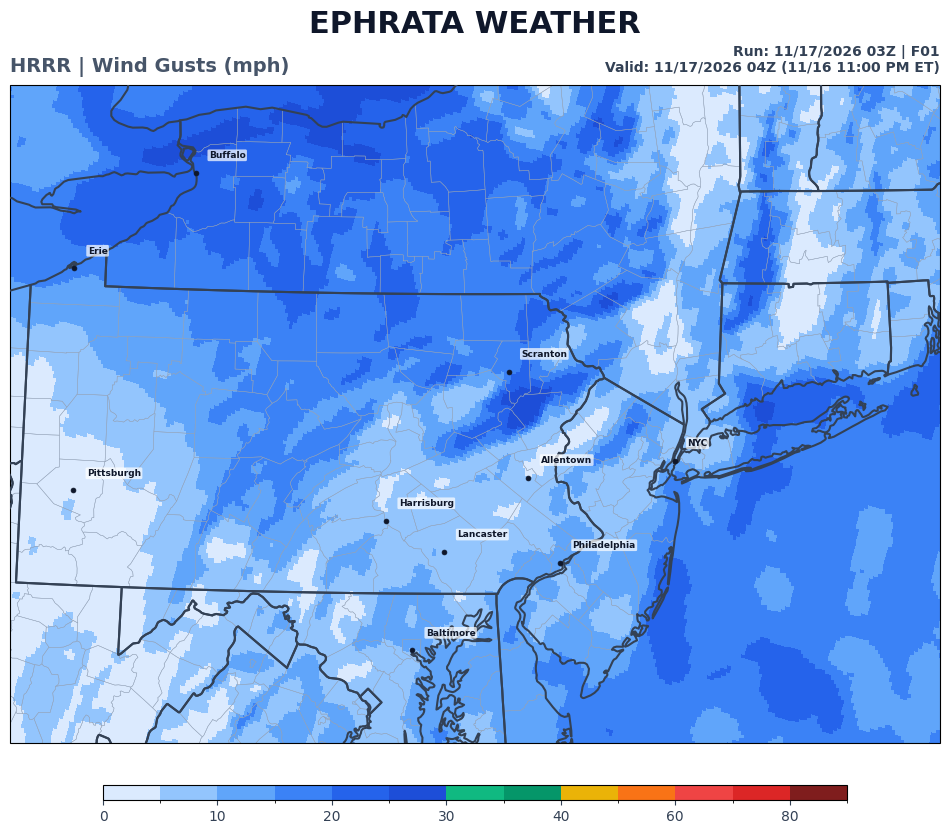 EPHRATA WEATHER
Run: 11/17/2026 03Z | F01
HRRR | Wind Gusts (mph)
Valid: 11/17/2026 04Z (11/16 11:00 PM ET)
Buffalo
Erie
Scranton
NYC
Allentown
Pittsburgh
Harrisburg
Lancaster
Philadelphia
Baltimore
0 10 20 30 40 50 60 70 80